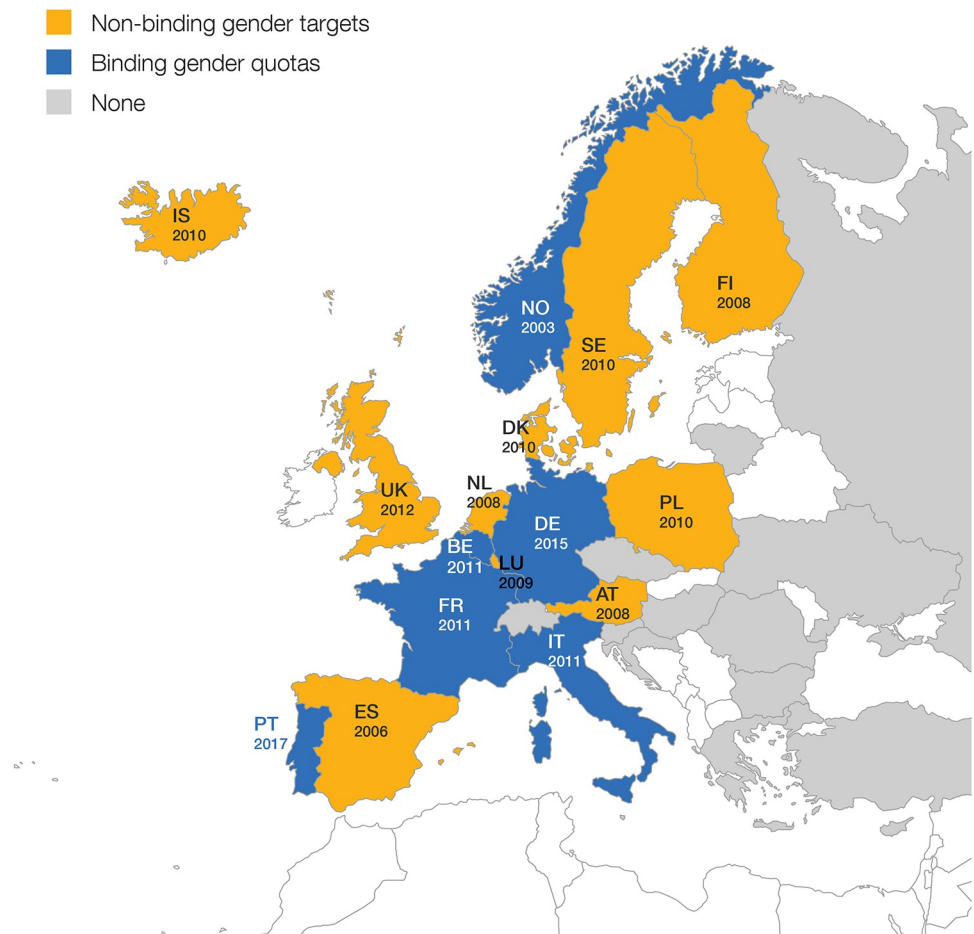 Non-binding gender targets
Binding gender quotas
None
IS
2010
FI
2008
NO
2003
SE
2010
DK
2010
NL
2008
UK
2012
PL
2010
DE
2015
BE
2011
LU
2009
AT
2008
FR
2011
IT
2011
ES
2006
PT
2017